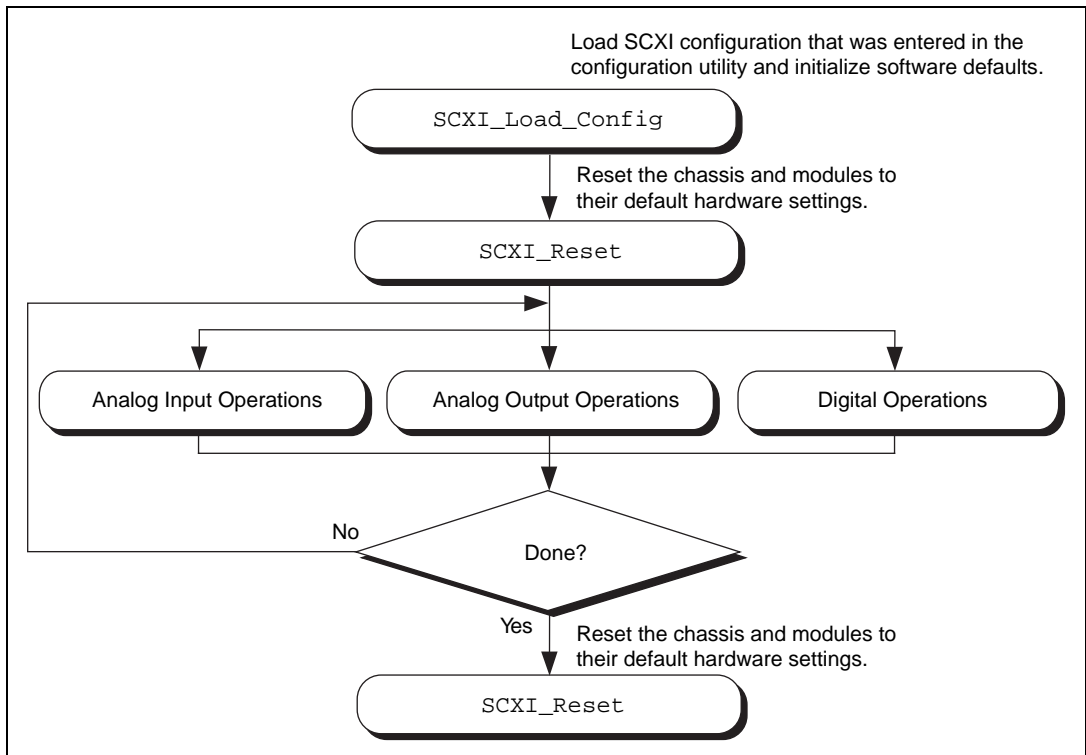 Load SCXI configuration that was entered in the
configuration utility and initialize software defaults.
SCXI_Load_Config
Reset the chassis and modules to
their default hardware settings.
SCXI_Reset
Analog Input Operations
Analog Output Operations
Digital Operations
No
Done?
Yes
Reset the chassis and modules to
their default hardware settings.
SCXI_Reset